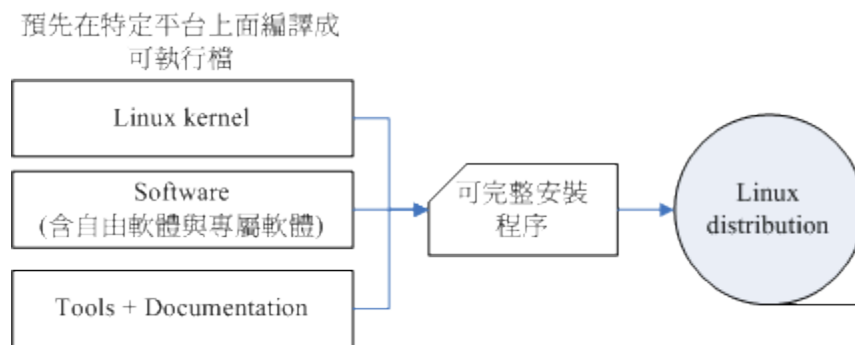 預先在特定平台上面編譯成
可執行檔
Linux kernel
Software
(含自由軟體與專屬軟體)
Tools + Documentation
可完整安裝
程序
Linux
distribution